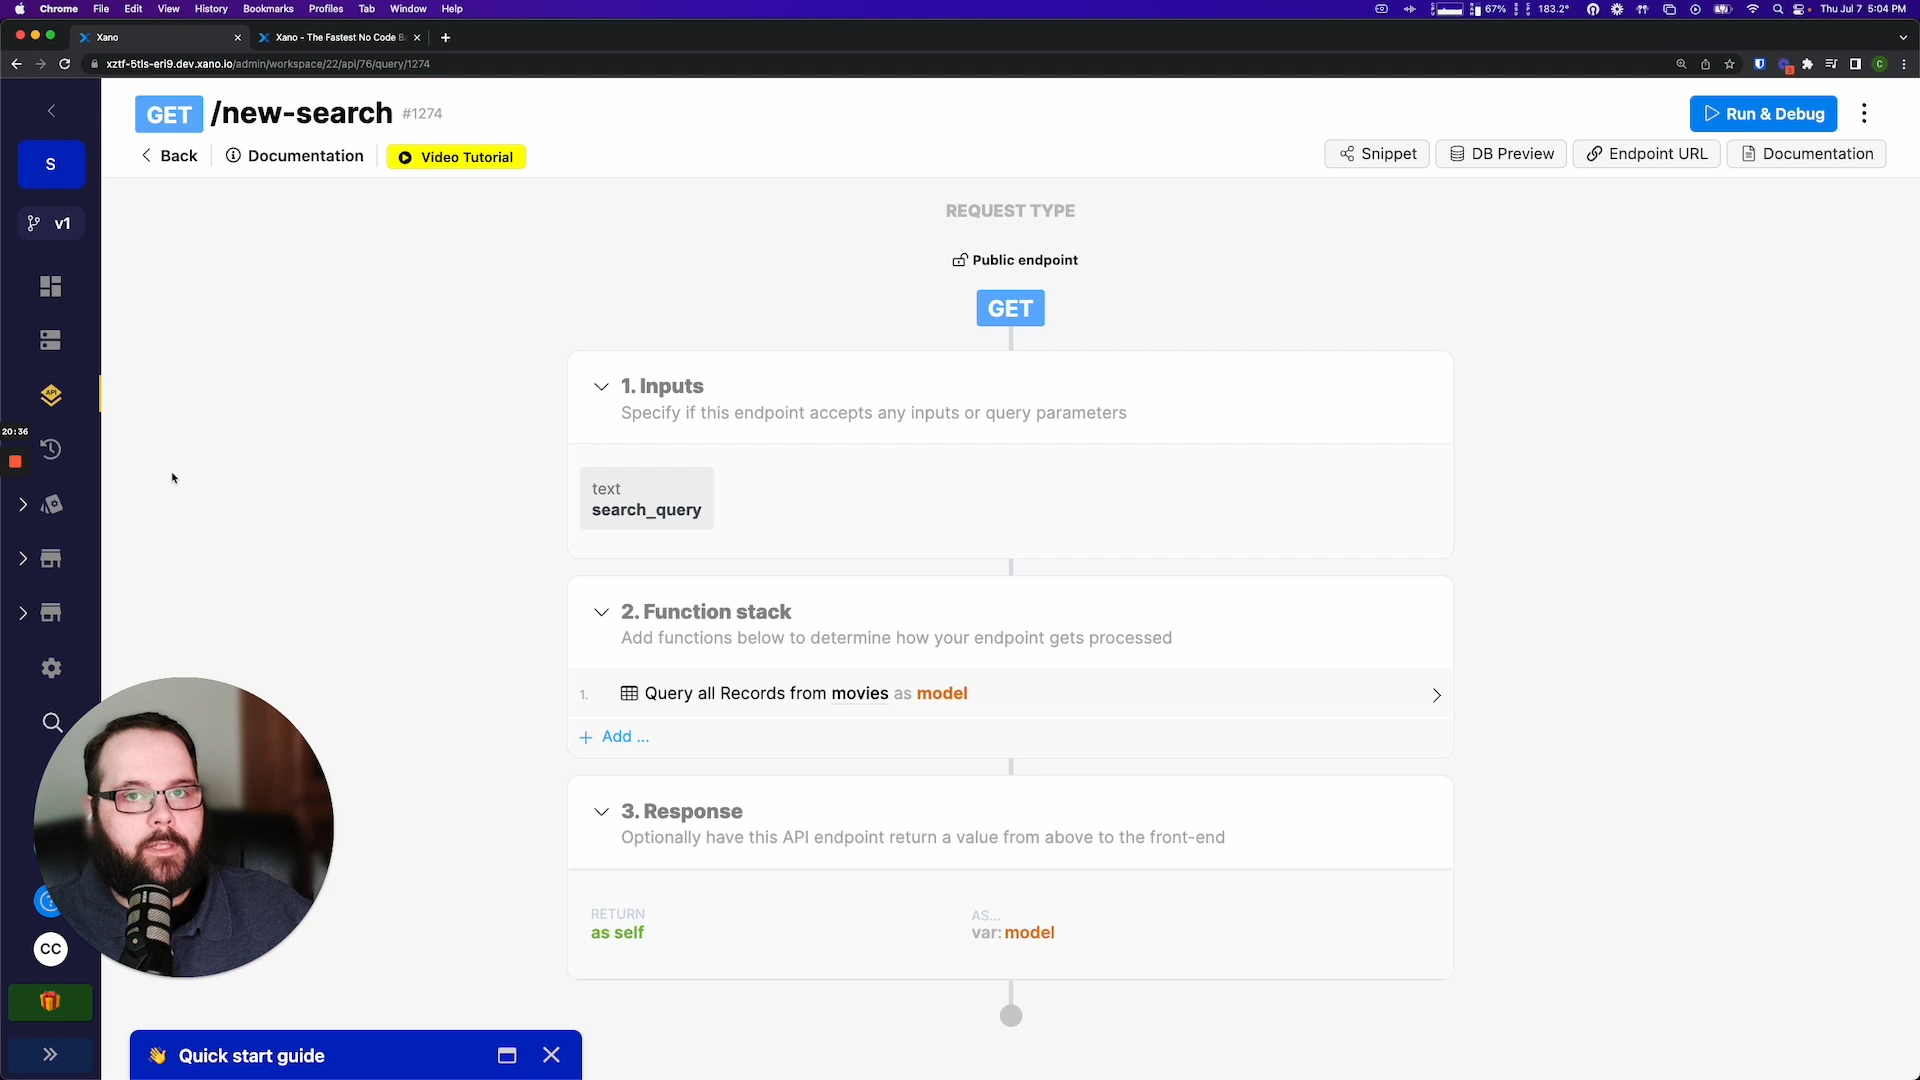 Chrome File Edit View History Bookmarks Profiles Tab Window Help
67% 183.2° Thu Jul 7 5:04 PM
Xano
Xano - The Fastest No Code B
xztf-5tls-eri9.dev.xano.io/admin/workspace/22/api/76/query/1274
GET /new-search #1274
Run & Debug
Back
Documentation
Video Tutorial
Snippet
DB Preview
Endpoint URL
Documentation
S
v1
API
20:36
CC
REQUEST TYPE
Public endpoint
GET
1. Inputs
Specify if this endpoint accepts any inputs or query parameters
text
search_query
2. Function stack
Add functions below to determine how your endpoint gets processed
1. Query all Records from movies as model
+ Add ...
3. Response
Optionally have this API endpoint return a value from above to the front-end
RETURN
as self
AS...
var: model
👋 Quick start guide